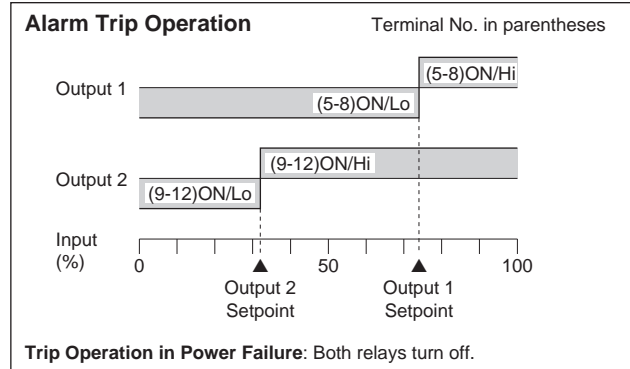 Alarm Trip Operation
Terminal No. in parentheses
(5-8)ON/Hi
Output 1
(5-8)ON/Lo
(9-12)ON/Hi
Output 2
(9-12)ON/Lo
Input
(%)
0
50
100
Output 2
Setpoint
Output 1
Setpoint
Trip Operation in Power Failure: Both relays turn off.